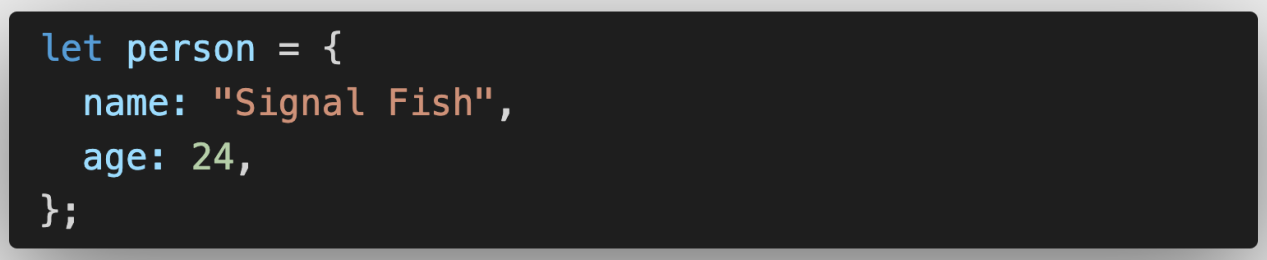 let person = {
  name: "Signal Fish",
  age: 24,
};